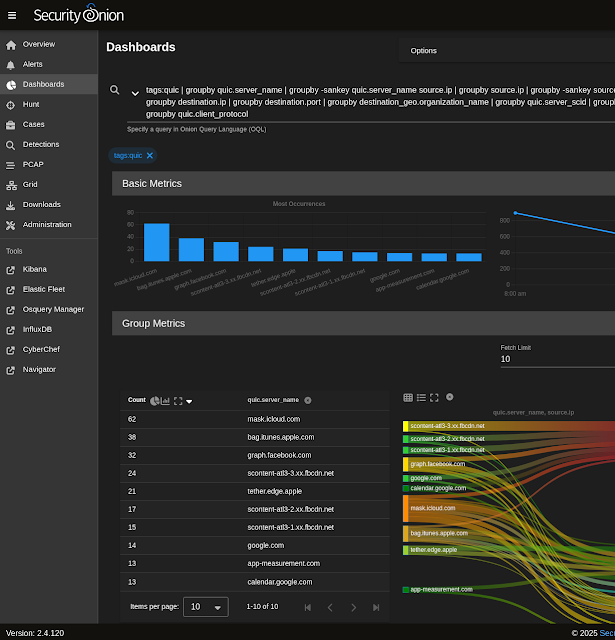 Security Onion
Overview
Alerts
Dashboards
Hunt
Cases
Detections
PCAP
Grid
Downloads
Administration
Tools
Kibana
Elastic Fleet
Osquery Manager
InfluxDB
CyberChef
Navigator
Version: 2.4.120
Dashboards
Options
tags:quic | groupby quic.server_name | groupby -sankey quic.server_name source.ip | groupby source.ip | groupby -sankey sourc
groupby destination.ip | groupby destination.port | groupby destination_geo.organization_name | groupby quic.server_scid | group
groupby quic.client_protocol
Specify a query in Onion Query Language (OQL)
tags:quic
Basic Metrics
Most Occurrences
80
60
40
20
0
mask.icloud.com
bag.itunes.apple.com
graph.facebook.com
scontent-atl3-3.xx.fbcdn.net
tether.edge.apple
scontent-atl3-2.xx.fbcdn.net
scontent-atl3-1.xx.fbcdn.net
google.com
app-measurement.com
calendar.google.com
800
600
400
200
0
8:00 am
Group Metrics
Fetch Limit
10
Count quic.server_name
62 mask.icloud.com
38 bag.itunes.apple.com
32 graph.facebook.com
24 scontent-atl3-3.xx.fbcdn.net
21 tether.edge.apple
17 scontent-atl3-2.xx.fbcdn.net
15 scontent-atl3-1.xx.fbcdn.net
14 google.com
13 app-measurement.com
13 calendar.google.com
Items per page: 10 1-10 of 10
quic.server_name, source.ip
scontent-atl3-3.xx.fbcdn.net
scontent-atl3-2.xx.fbcdn.net
scontent-atl3-1.xx.fbcdn.net
graph.facebook.com
google.com
calendar.google.com
mask.icloud.com
bag.itunes.apple.com
tether.edge.apple
app-measurement.com
© 2025 Secu